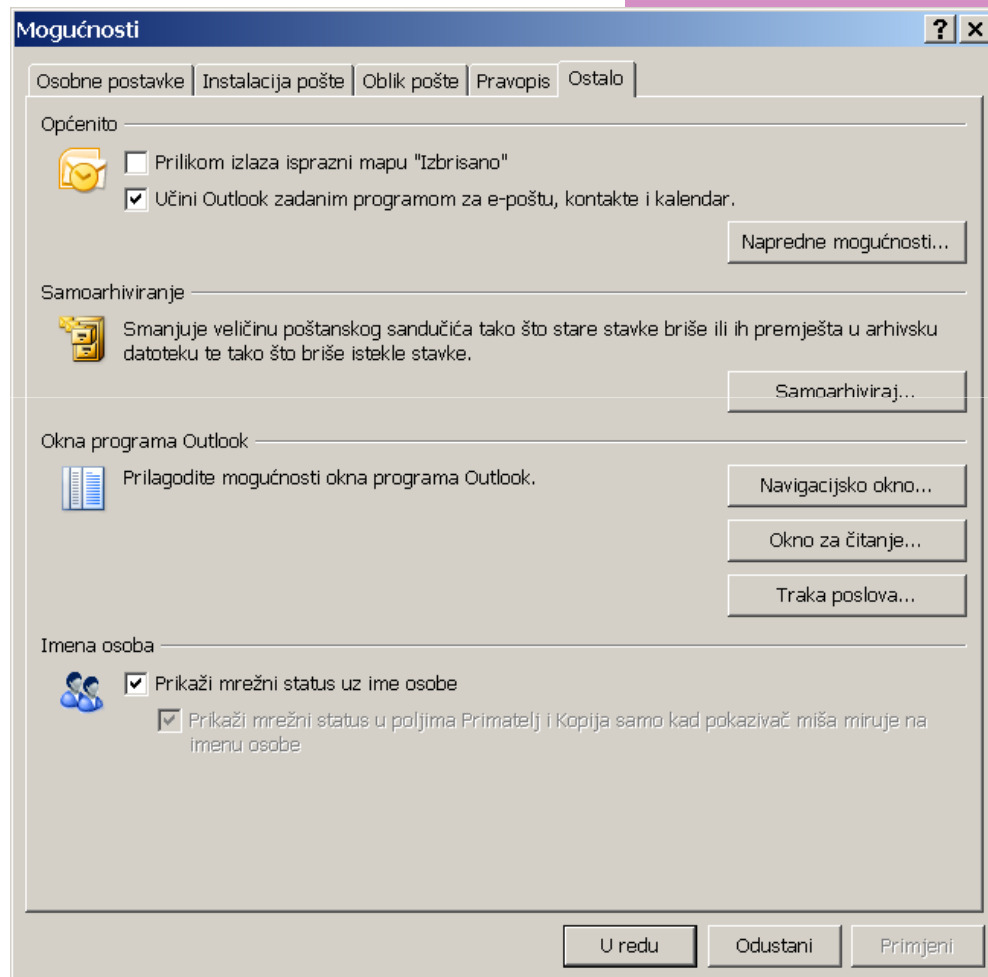 Mogućnosti
Osobne postavke Instalacija pošte Oblik pošte Pravopis Ostalo
Općenito
Prilikom izlaza isprazni mapu "Izbrisano"
Učini Outlook zadanim programom za e-poštu, kontakte i kalendar.
Napredne mogućnosti...
Samoarhiviranje
Smanjuje veličinu poštanskog sandučića tako što stare stavke briše ili ih premješta u arhivsku
datoteku te tako što briše istekle stavke.
Samoarhiviraj...
Okna programa Outlook
Prilagodite mogućnosti okna programa Outlook.
Navigacijsko okno...
Okno za čitanje...
Traka poslova...
Imena osoba
Prikaži mrežni status uz ime osobe
Prikaži mrežni status u poljima Primatelj i Kopija samo kad pokazivač miša miruje na
imenu osobe
U redu Odustani Primjeni